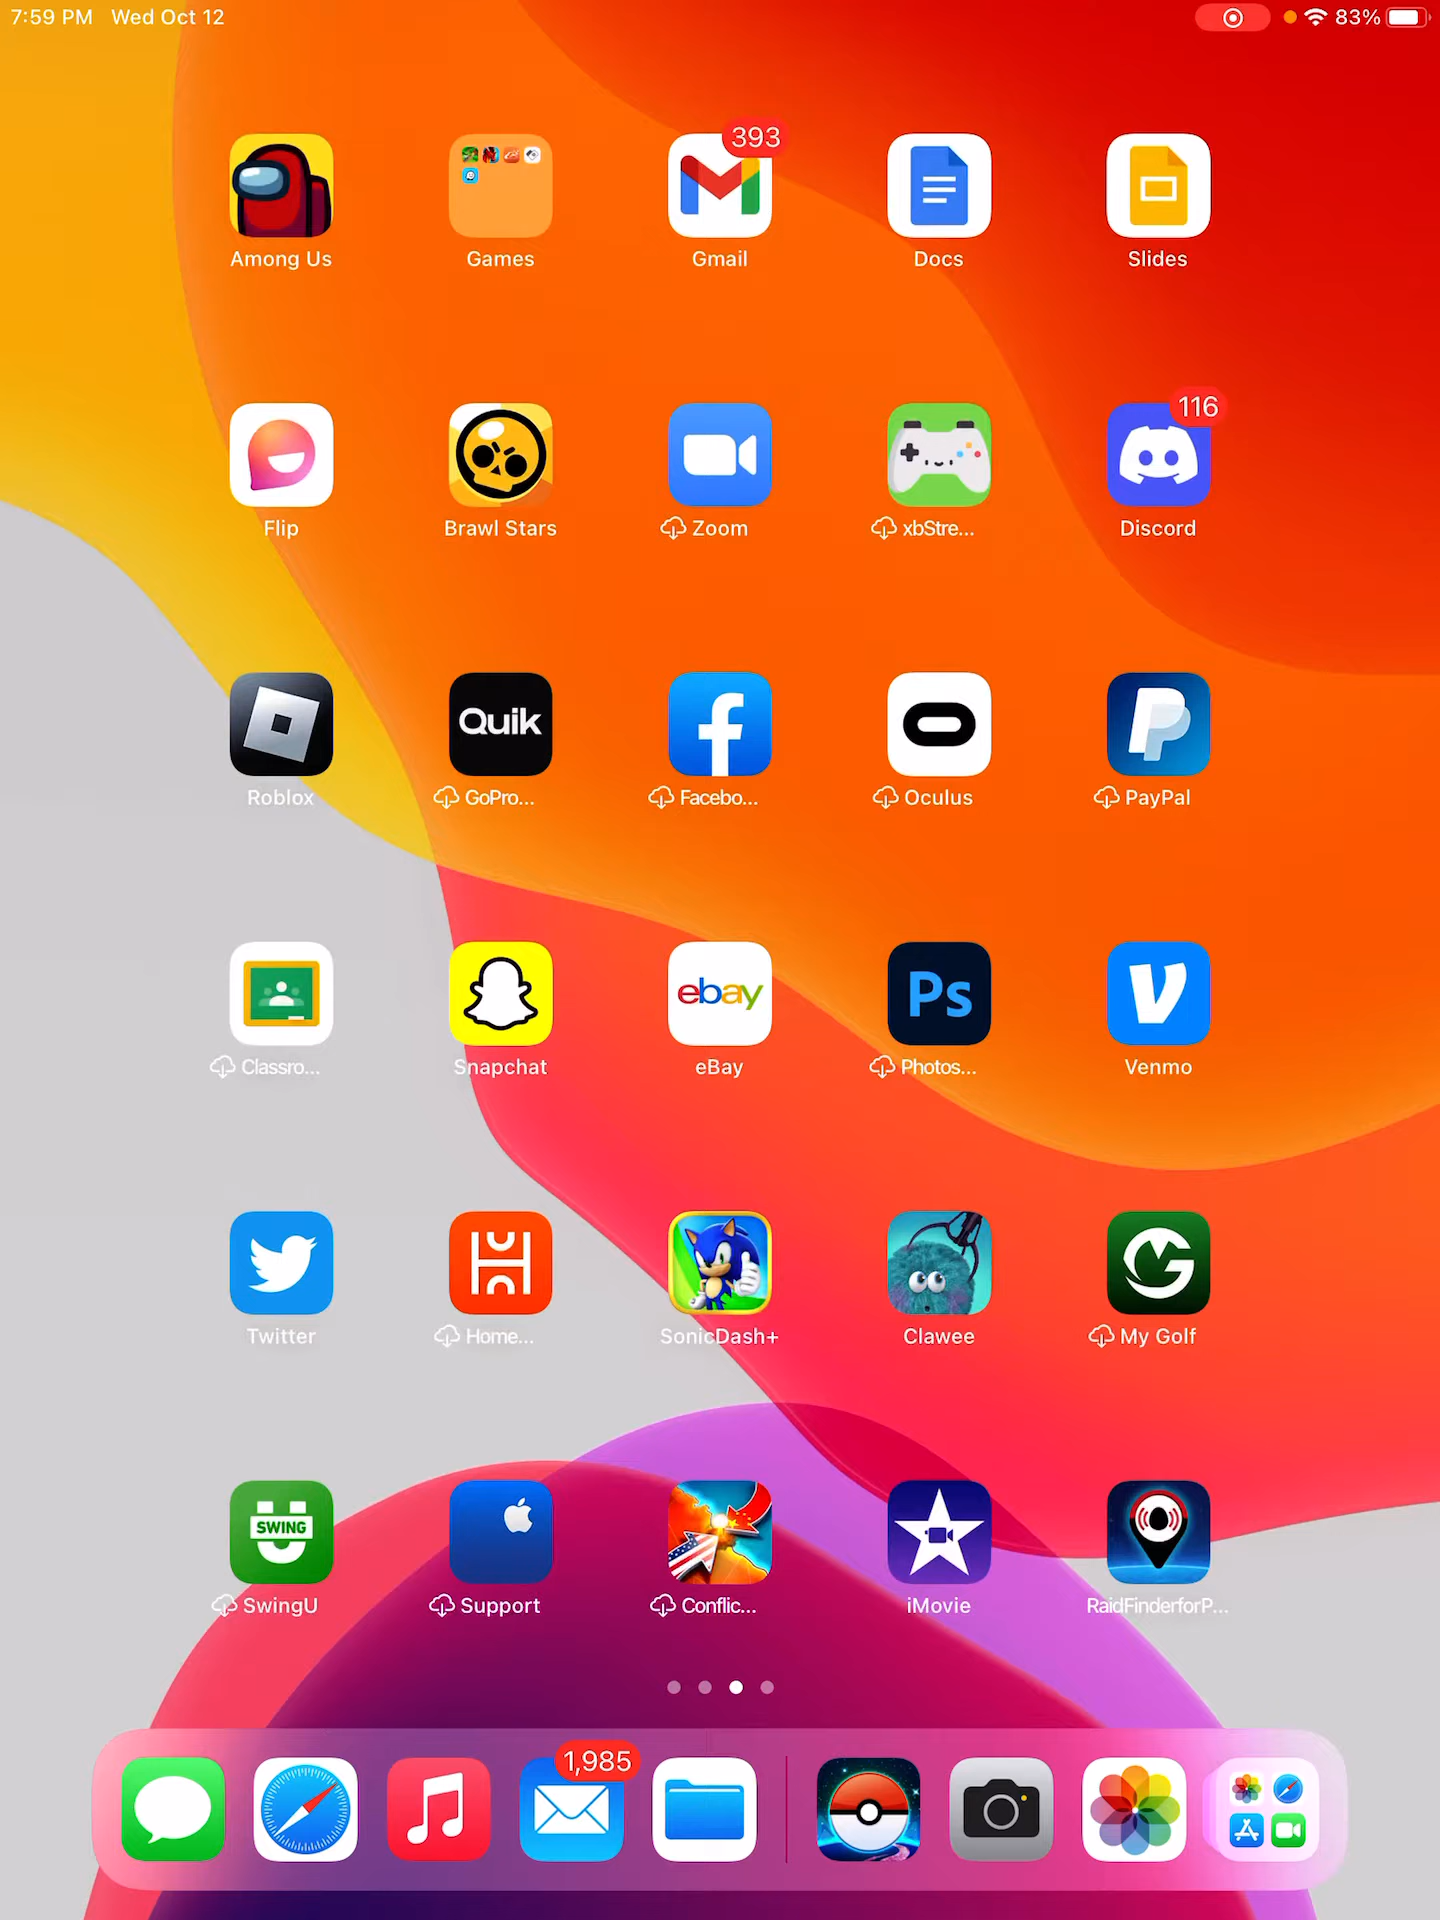 7:59 PM Wed Oct 12 83%
393
Among Us Games Gmail Docs Slides
116
Flip Brawl Stars Zoom xbStre... Discord
Quik
Roblox GoPro... Facebo... Oculus PayPal
ebay Ps
Classro... Snapchat eBay Photos... Venmo
Twitter Home... SonicDash+ Clawee My Golf
SWING
SwingU Support Conflic... iMovie RaidFinderforP...
1,985